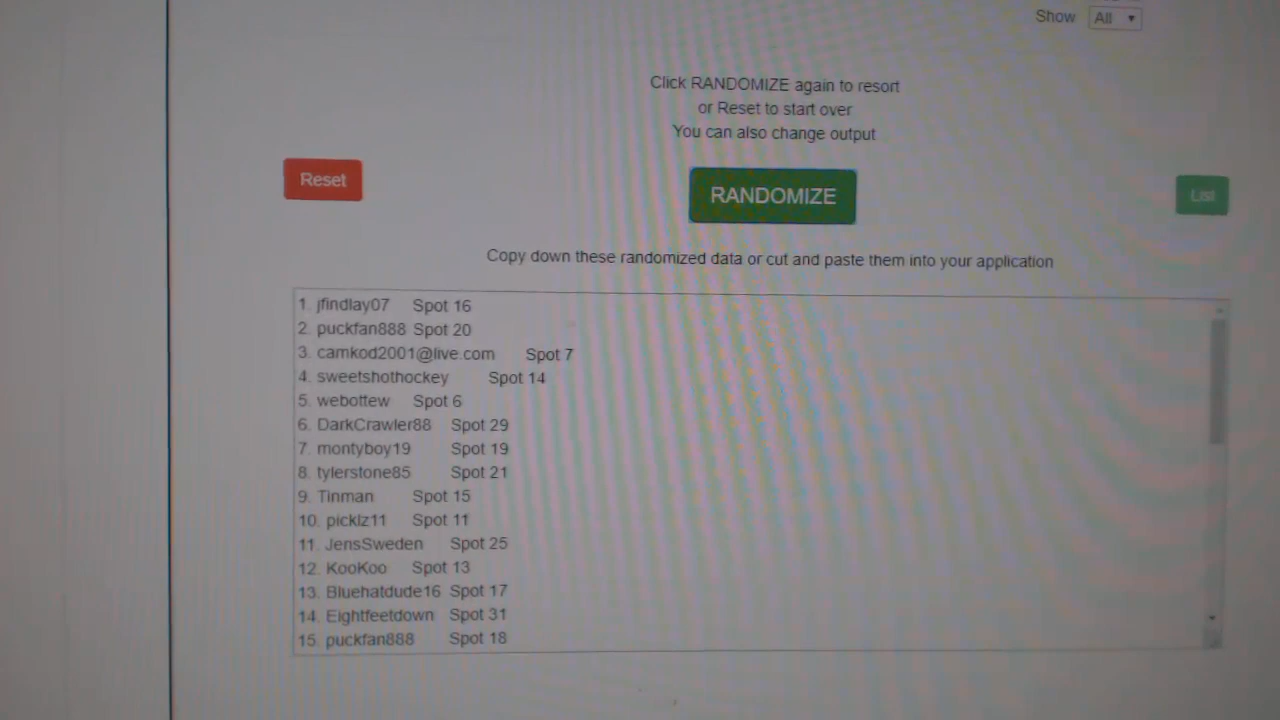 Show All
Click RANDOMIZE again to resort
or Reset to start over
You can also change output
Reset
RANDOMIZE
List
Copy down these randomized data or cut and paste them into your application
1. jfindlay07 Spot 16
2. puckfan888 Spot 20
3. camkod2001@live.com Spot 7
4. sweetshothockey Spot 14
5. webottew Spot 6
6. DarkCrawler88 Spot 29
7. montyboy19 Spot 19
8. tylerstone85 Spot 21
9. Tinman Spot 15
10. picklz11 Spot 11
11. JensSweden Spot 25
12. KooKoo Spot 13
13. Bluehatdude16 Spot 17
14. Eightfeetdown Spot 31
15. puckfan888 Spot 18